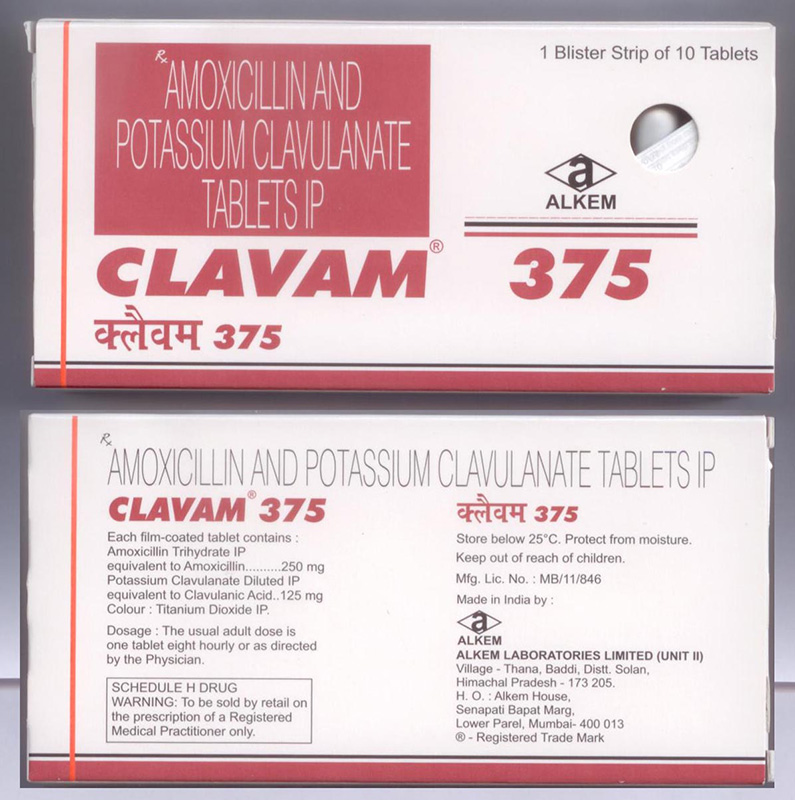 Rx
AMOXICILLIN AND
POTASSIUM CLAVULANATE
TABLETS IP
CLAVAM®
क्लैवम 375
1 Blister Strip of 10 Tablets
a
ALKEM
375
Rx
AMOXICILLIN AND POTASSIUM CLAVULANATE TABLETS IP
CLAVAM® 375
Each film-coated tablet contains :
Amoxicillin Trihydrate IP
equivalent to Amoxicillin..........250 mg
Potassium Clavulanate Diluted IP
equivalent to Clavulanic Acid..125 mg
Colour : Titanium Dioxide IP.
Dosage : The usual adult dose is
one tablet eight hourly or as directed
by the Physician.
SCHEDULE H DRUG
WARNING: To be sold by retail on
the prescription of a Registered
Medical Practitioner only.
क्लैवम 375
Store below 25°C. Protect from moisture.
Keep out of reach of children.
Mfg. Lic. No. : MB/11/846
Made in India by :
a
ALKEM
ALKEM LABORATORIES LIMITED (UNIT II)
Village - Thana, Baddi, Distt. Solan,
Himachal Pradesh - 173 205.
H. O. : Alkem House,
Senapati Bapat Marg,
Lower Parel, Mumbai- 400 013
® - Registered Trade Mark